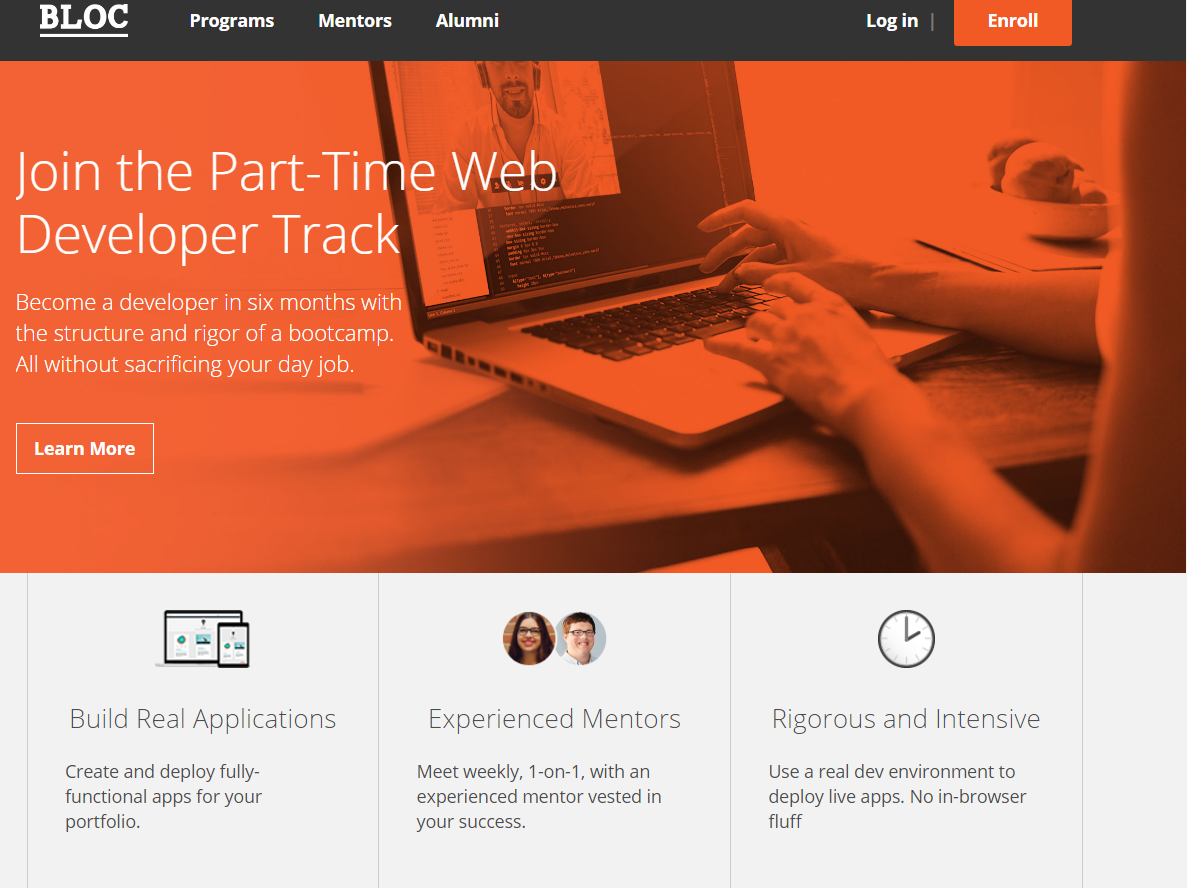 BLOC
Programs
Mentors
Alumni
Log in |
Enroll
Join the Part-Time Web
Developer Track
Become a developer in six months with
the structure and rigor of a bootcamp.
All without sacrificing your day job.
Learn More
Build Real Applications
Create and deploy fully-
functional apps for your
portfolio.
Experienced Mentors
Meet weekly, 1-on-1, with an
experienced mentor vested in
your success.
Rigorous and Intensive
Use a real dev environment to
deploy live apps. No in-browser
fluff